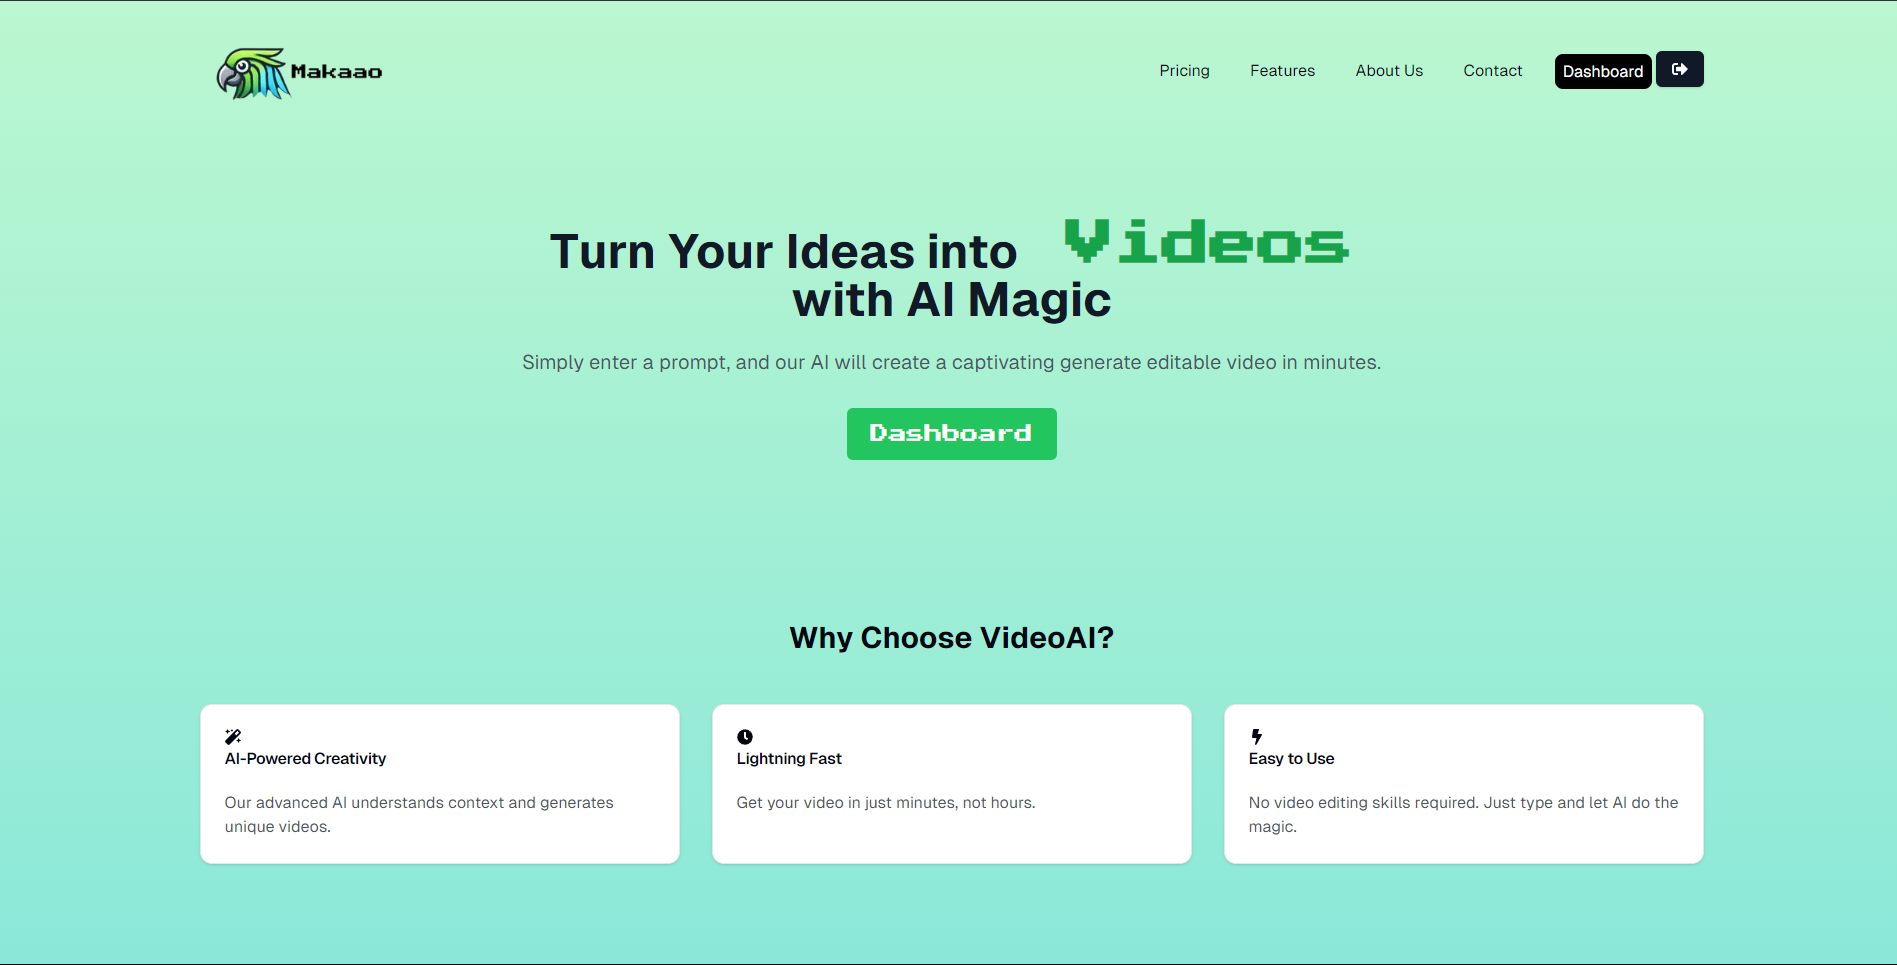 Makaao
Pricing
Features
About Us
Contact
Dashboard
Turn Your Ideas into Videos
with AI Magic
Simply enter a prompt, and our AI will create a captivating generate editable video in minutes.
Dashboard
Why Choose VideoAI?
AI-Powered Creativity
Our advanced AI understands context and generates
unique videos.
Lightning Fast
Get your video in just minutes, not hours.
Easy to Use
No video editing skills required. Just type and let AI do the
magic.